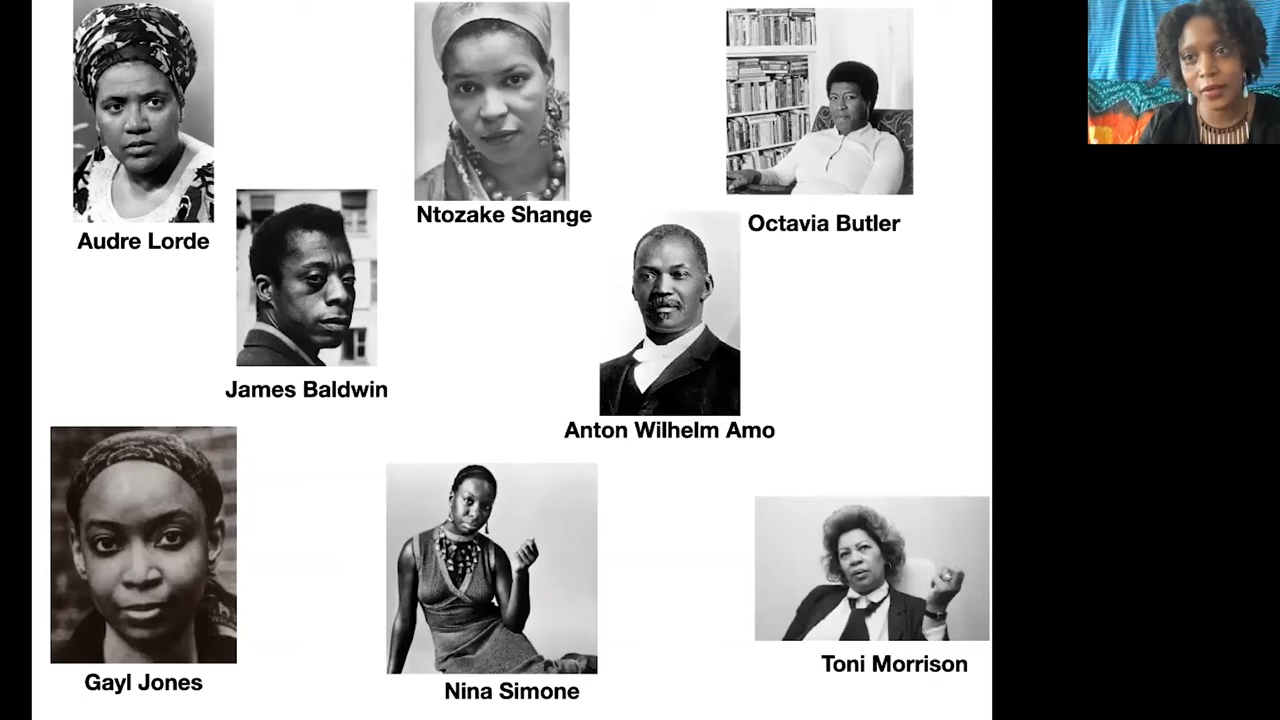 Audre Lorde
Ntozake Shange
Octavia Butler
James Baldwin
Anton Wilhelm Amo
Gayl Jones
Nina Simone
Toni Morrison